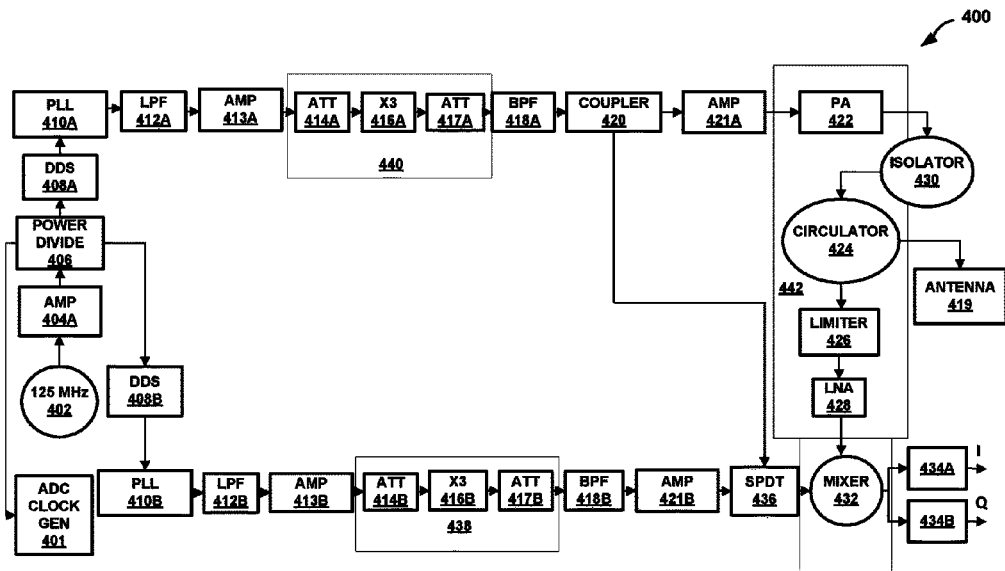 400
PLL
410A
LPF
412A
AMP
413A
ATT
414A
X3
416A
ATT
417A
BPF
418A
COUPLER
420
AMP
421A
PA
422
440
ISOLATOR
430
DDS
408A
POWER
DIVIDE
406
CIRCULATOR
424
442
ANTENNA
419
AMP
404A
LIMITER
426
125 MHz
402
DDS
408B
LNA
428
ADC
CLOCK
GEN
401
PLL
410B
LPF
412B
AMP
413B
ATT
414B
X3
416B
ATT
417B
BPF
418B
AMP
421B
SPDT
436
MIXER
432
434A
I
434B
Q
438